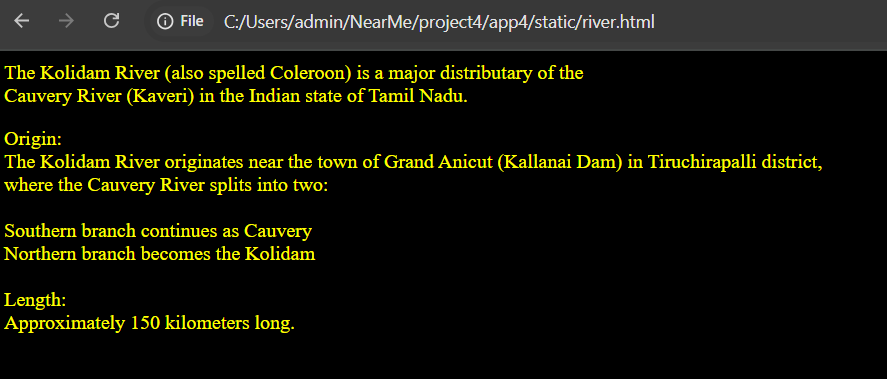 File C:/Users/admin/NearMe/project4/app4/static/river.html
The Kolidam River (also spelled Coleroon) is a major distributary of the
Cauvery River (Kaveri) in the Indian state of Tamil Nadu.
Origin:
The Kolidam River originates near the town of Grand Anicut (Kallanai Dam) in Tiruchirapalli district,
where the Cauvery River splits into two:
Southern branch continues as Cauvery
Northern branch becomes the Kolidam
Length:
Approximately 150 kilometers long.